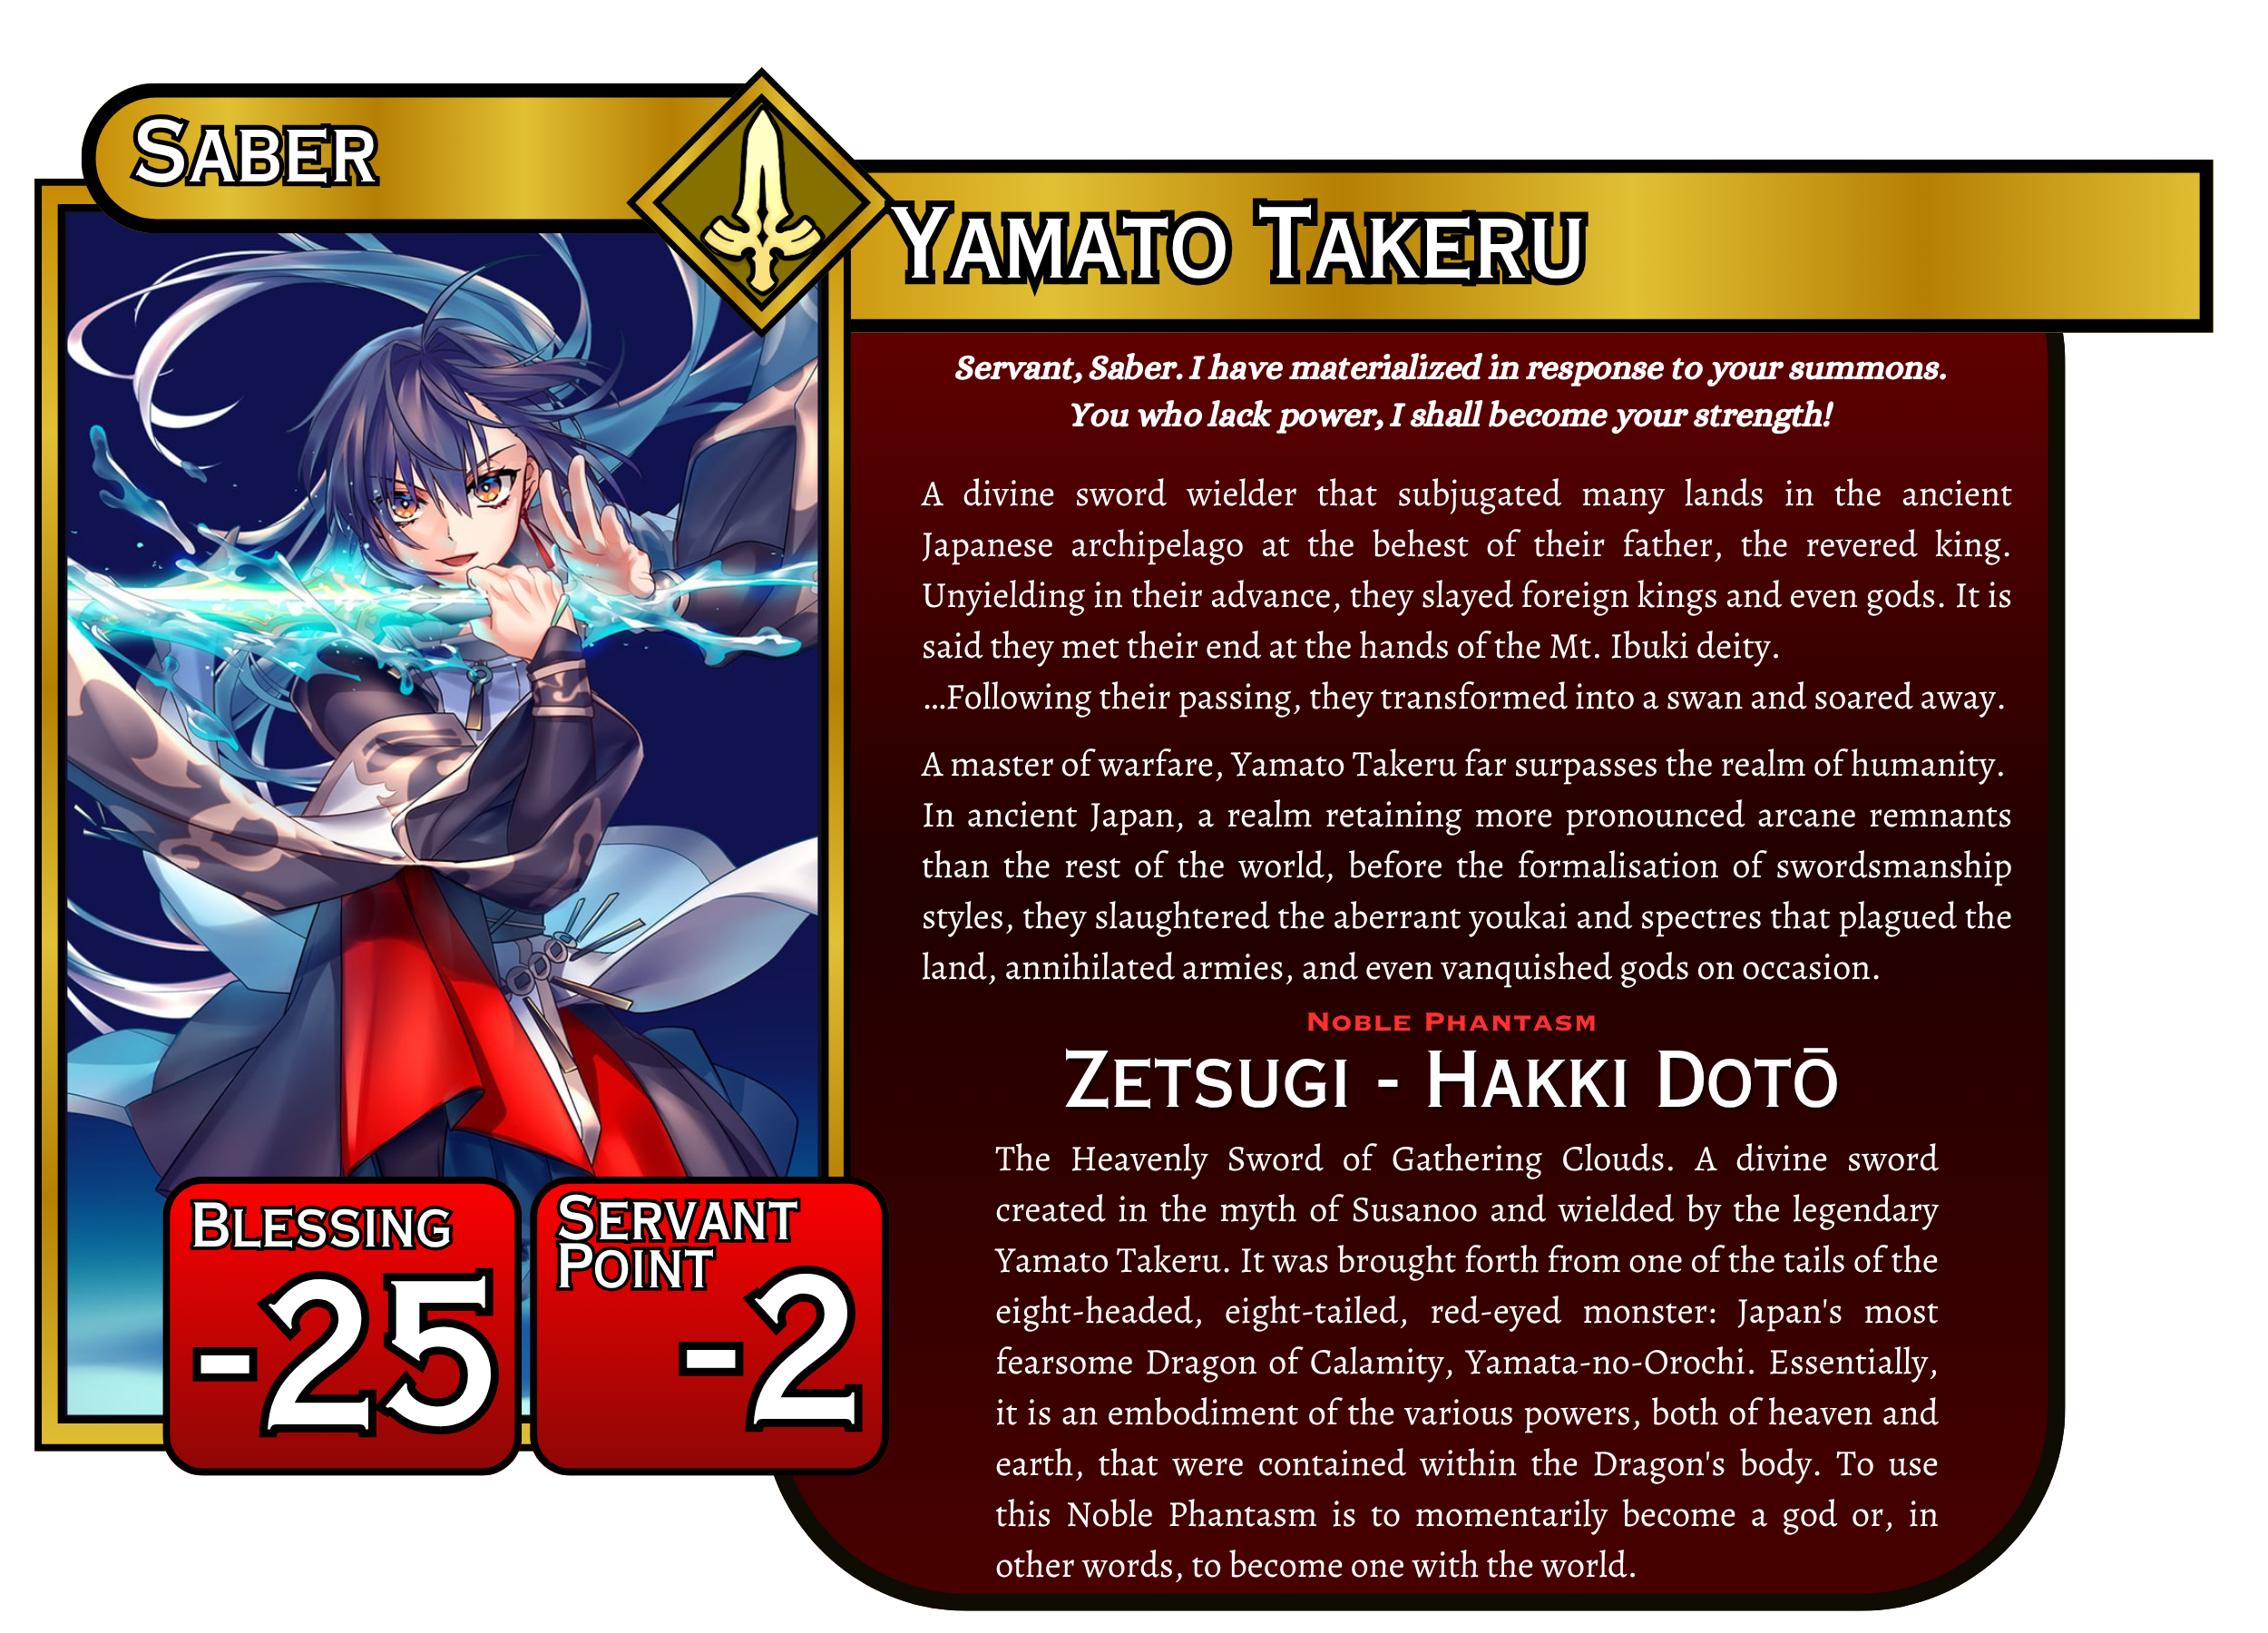 SABER
YAMATO TAKERU
Servant, Saber. I have materialized in response to your summons.
You who lack power, I shall become your strength!
A divine sword wielder that subjugated many lands in the ancient
Japanese archipelago at the behest of their father, the revered king.
Unyielding in their advance, they slayed foreign kings and even gods. It is
said they met their end at the hands of the Mt. Ibuki deity.
...Following their passing, they transformed into a swan and soared away.
A master of warfare, Yamato Takeru far surpasses the realm of humanity.
In ancient Japan, a realm retaining more pronounced arcane remnants
than the rest of the world, before the formalisation of swordsmanship
styles, they slaughtered the aberrant youkai and spectres that plagued the
land, annihilated armies, and even vanquished gods on occasion.
NOBLE PHANTASM
ZETSUGI - HAKKI DOTŌ
The Heavenly Sword of Gathering Clouds. A divine sword
created in the myth of Susanoo and wielded by the legendary
Yamato Takeru. It was brought forth from one of the tails of the
eight-headed, eight-tailed, red-eyed monster: Japan's most
fearsome Dragon of Calamity, Yamata-no-Orochi. Essentially,
it is an embodiment of the various powers, both of heaven and
earth, that were contained within the Dragon's body. To use
this Noble Phantasm is to momentarily become a god or, in
other words, to become one with the world.
BLESSING
-25
SERVANT
POINT
-2